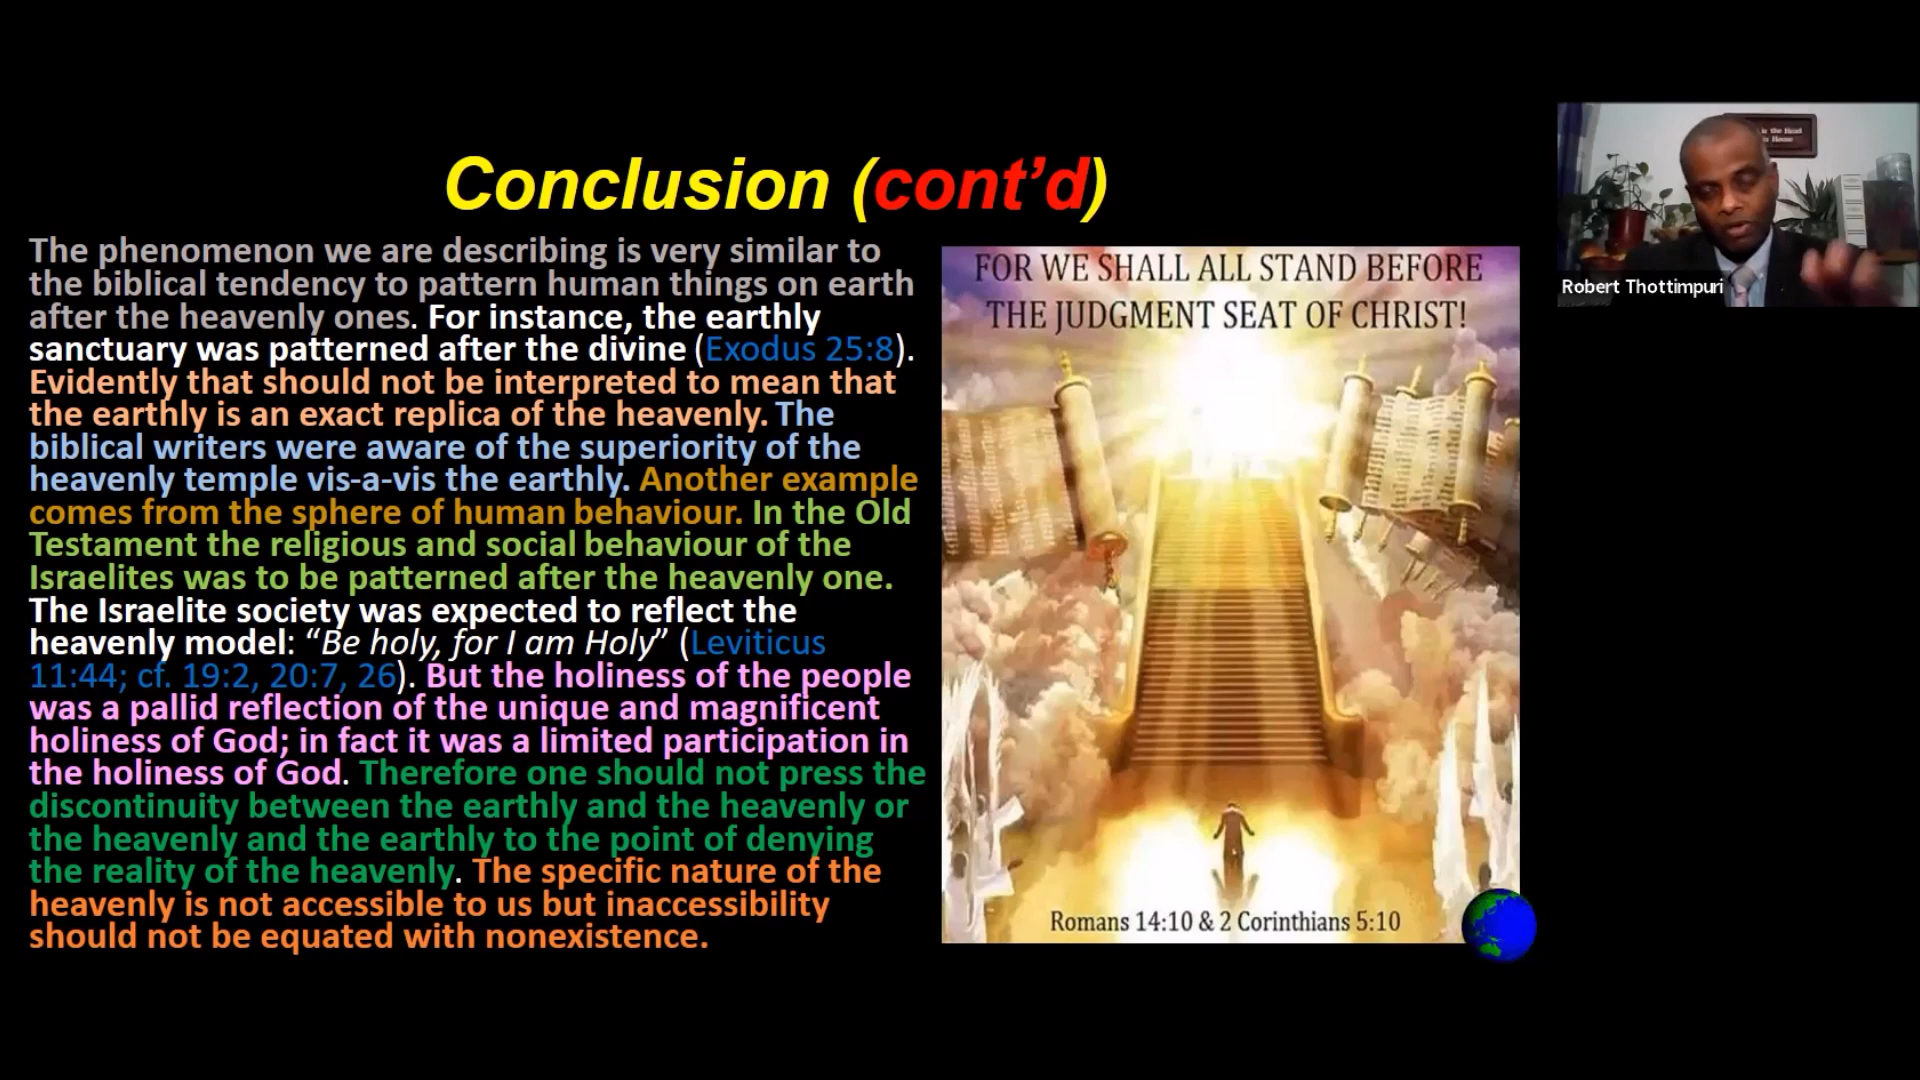 Conclusion (cont’d)
The phenomenon we are describing is very similar to
the biblical tendency to pattern human things on earth
after the heavenly ones. For instance, the earthly
sanctuary was patterned after the divine (Exodus 25:8).
Evidently that should not be interpreted to mean that
the earthly is an exact replica of the heavenly. The
biblical writers were aware of the superiority of the
heavenly temple vis-a-vis the earthly. Another example
comes from the sphere of human behaviour. In the Old
Testament the religious and social behaviour of the
Israelites was to be patterned after the heavenly one.
The Israelite society was expected to reflect the
heavenly model: “Be holy, for I am Holy” (Leviticus
11:44; cf. 19:2, 20:7, 26). But the holiness of the people
was a pallid reflection of the unique and magnificent
holiness of God; in fact it was a limited participation in
the holiness of God. Therefore one should not press the
discontinuity between the earthly and the heavenly or
the heavenly and the earthly to the point of denying
the reality of the heavenly. The specific nature of the
heavenly is not accessible to us but inaccessibility
should not be equated with nonexistence.
FOR WE SHALL ALL STAND BEFORE
THE JUDGMENT SEAT OF CHRIST!
Romans 14:10 & 2 Corinthians 5:10
is the Head
House
Robert Thottimpuri